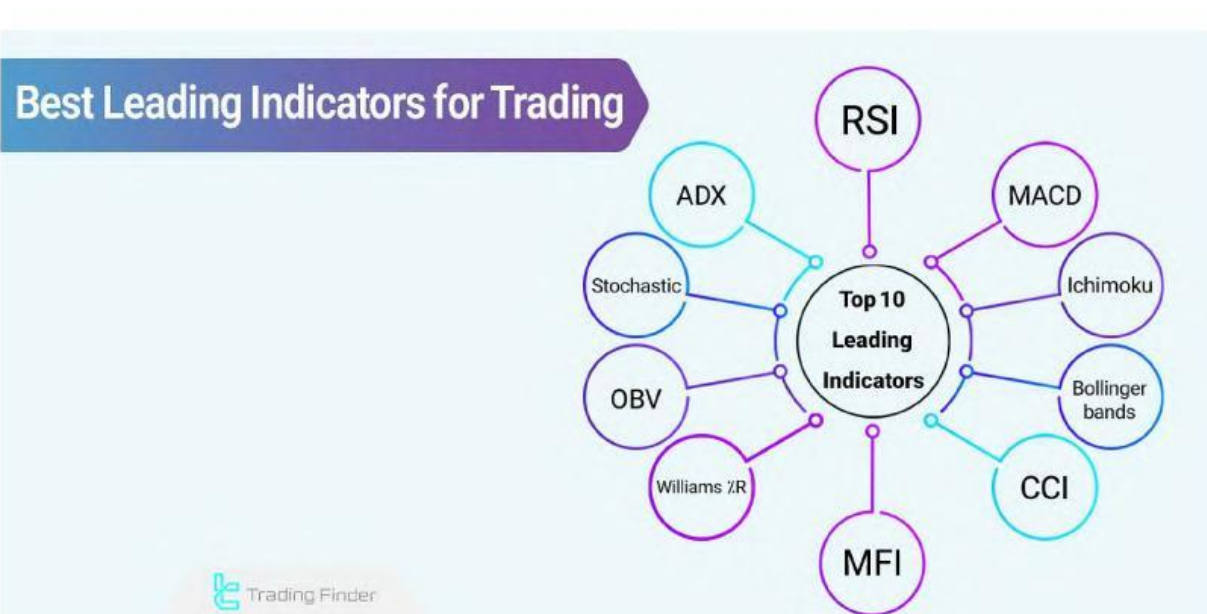 Best Leading Indicators for Trading
RSI
ADX
MACD
Stochastic
Ichimoku
Top 10
Leading
Indicators
OBV
Bollinger
bands
Williams %R
CCI
MFI
Trading Finder